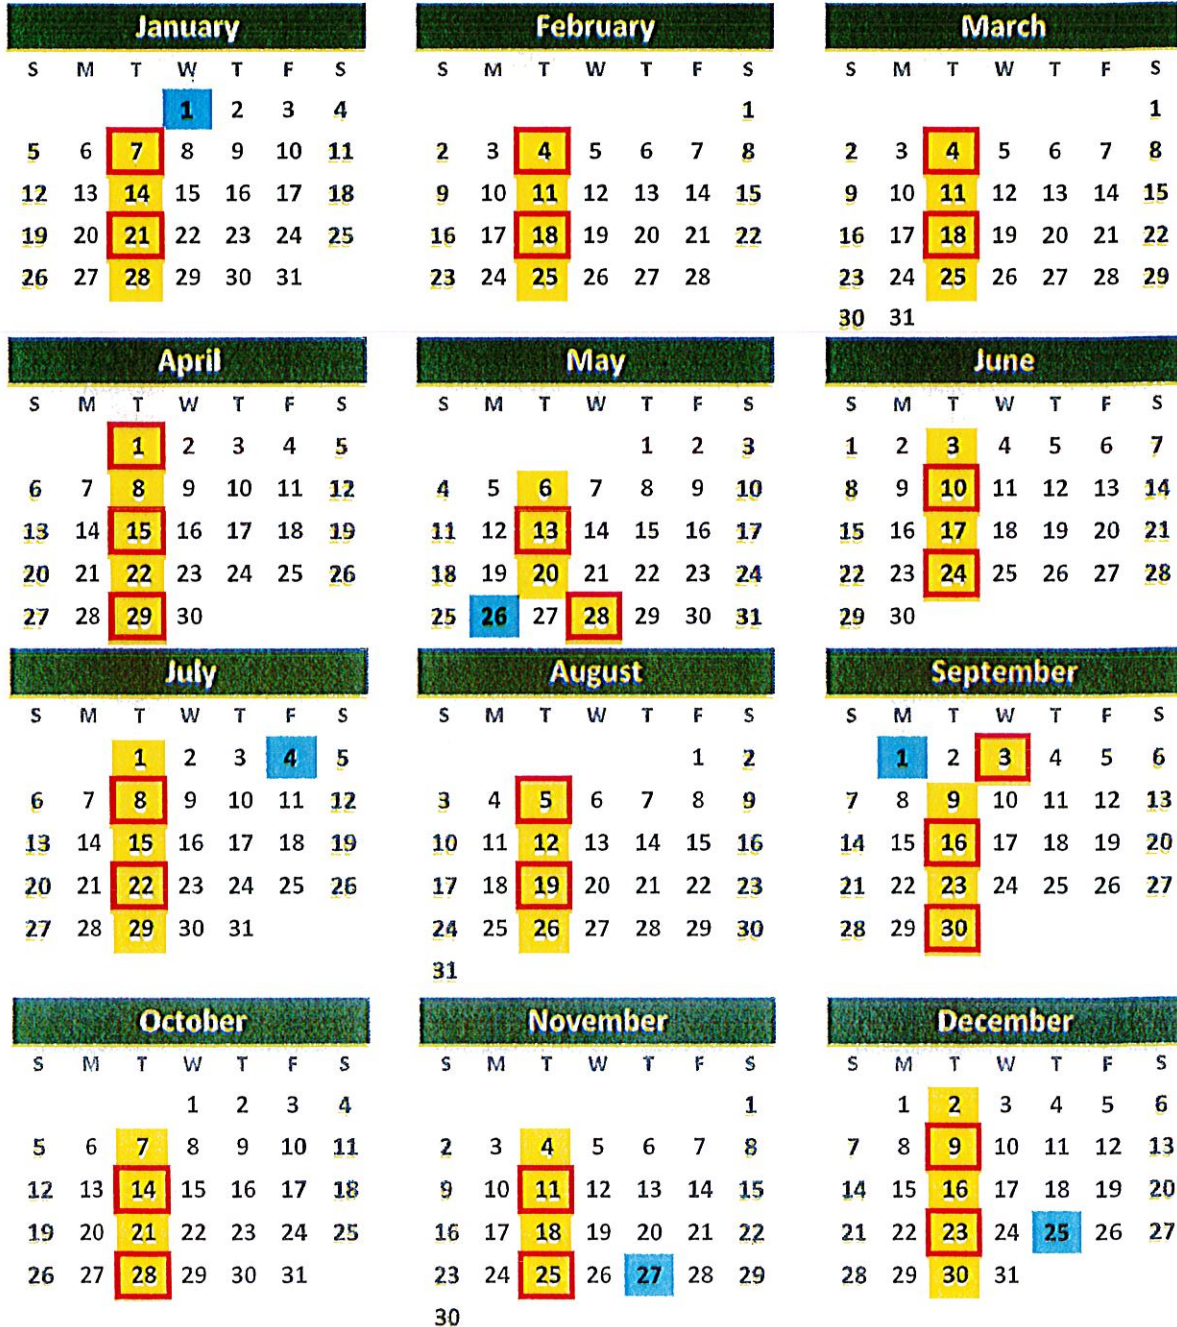 January February March
S M T W T F S S M T W T F S S M T W T F S
1 2 3 4 1 1
5 6 7 8 9 10 11 2 3 4 5 6 7 8 2 3 4 5 6 7 8
12 13 14 15 16 17 18 9 10 11 12 13 14 15 9 10 11 12 13 14 15
19 20 21 22 23 24 25 16 17 18 19 20 21 22 16 17 18 19 20 21 22
26 27 28 29 30 31 23 24 25 26 27 28 23 24 25 26 27 28 29
30 31
April May June
S M T W T F S S M T W T F S S M T W T F S
1 2 3 4 5 1 2 3 1 2 3 4 5 6 7
6 7 8 9 10 11 12 4 5 6 7 8 9 10 8 9 10 11 12 13 14
13 14 15 16 17 18 19 11 12 13 14 15 16 17 15 16 17 18 19 20 21
20 21 22 23 24 25 26 18 19 20 21 22 23 24 22 23 24 25 26 27 28
27 28 29 30 25 26 27 28 29 30 31 29 30
July August September
S M T W T F S S M T W T F S S M T W T F S
1 2 3 4 5 1 2 1 2 3 4 5 6
6 7 8 9 10 11 12 3 4 5 6 7 8 9 7 8 9 10 11 12 13
13 14 15 16 17 18 19 10 11 12 13 14 15 16 14 15 16 17 18 19 20
20 21 22 23 24 25 26 17 18 19 20 21 22 23 21 22 23 24 25 26 27
27 28 29 30 31 24 25 26 27 28 29 30 28 29 30
31
October November December
S M T W T F S S M T W T F S S M T W T F S
1 2 3 4 1 1 2 3 4 5 6
5 6 7 8 9 10 11 2 3 4 5 6 7 8 7 8 9 10 11 12 13
12 13 14 15 16 17 18 9 10 11 12 13 14 15 14 15 16 17 18 19 20
19 20 21 22 23 24 25 16 17 18 19 20 21 22 21 22 23 24 25 26 27
26 27 28 29 30 31 23 24 25 26 27 28 29 28 29 30 31
30